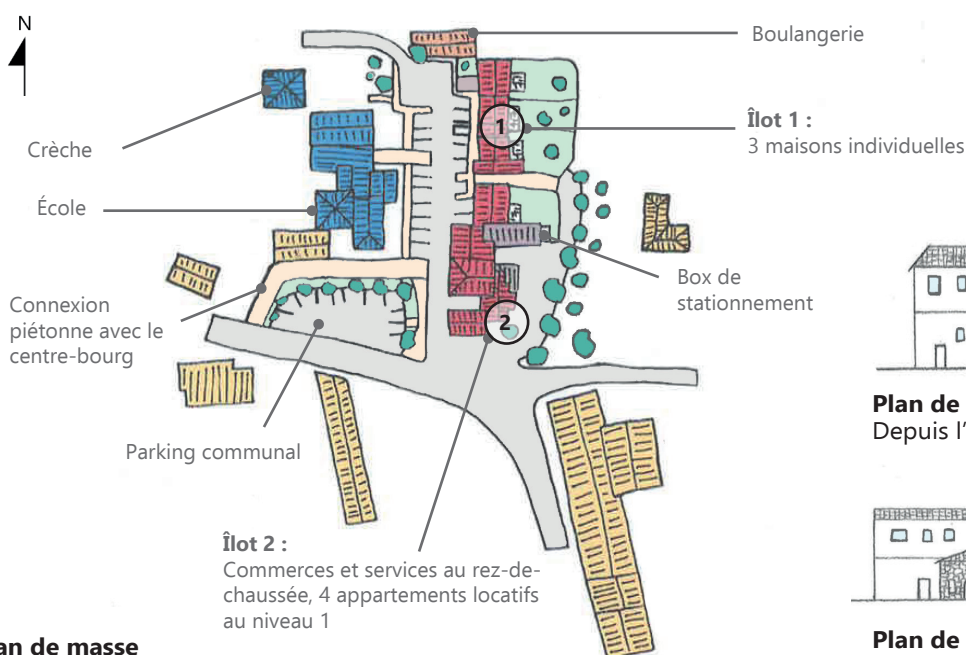 N
Boulangerie
Îlot 1 :
3 maisons individuelles
1
Crèche
École
Box de
stationnement
Connexion
piétonne avec le
centre-bourg
2
Plan de
Depuis l'
Parking communal
Îlot 2 :
Commerces et services au rez-de-
chaussée, 4 appartements locatifs
au niveau 1
an de masse
Plan de